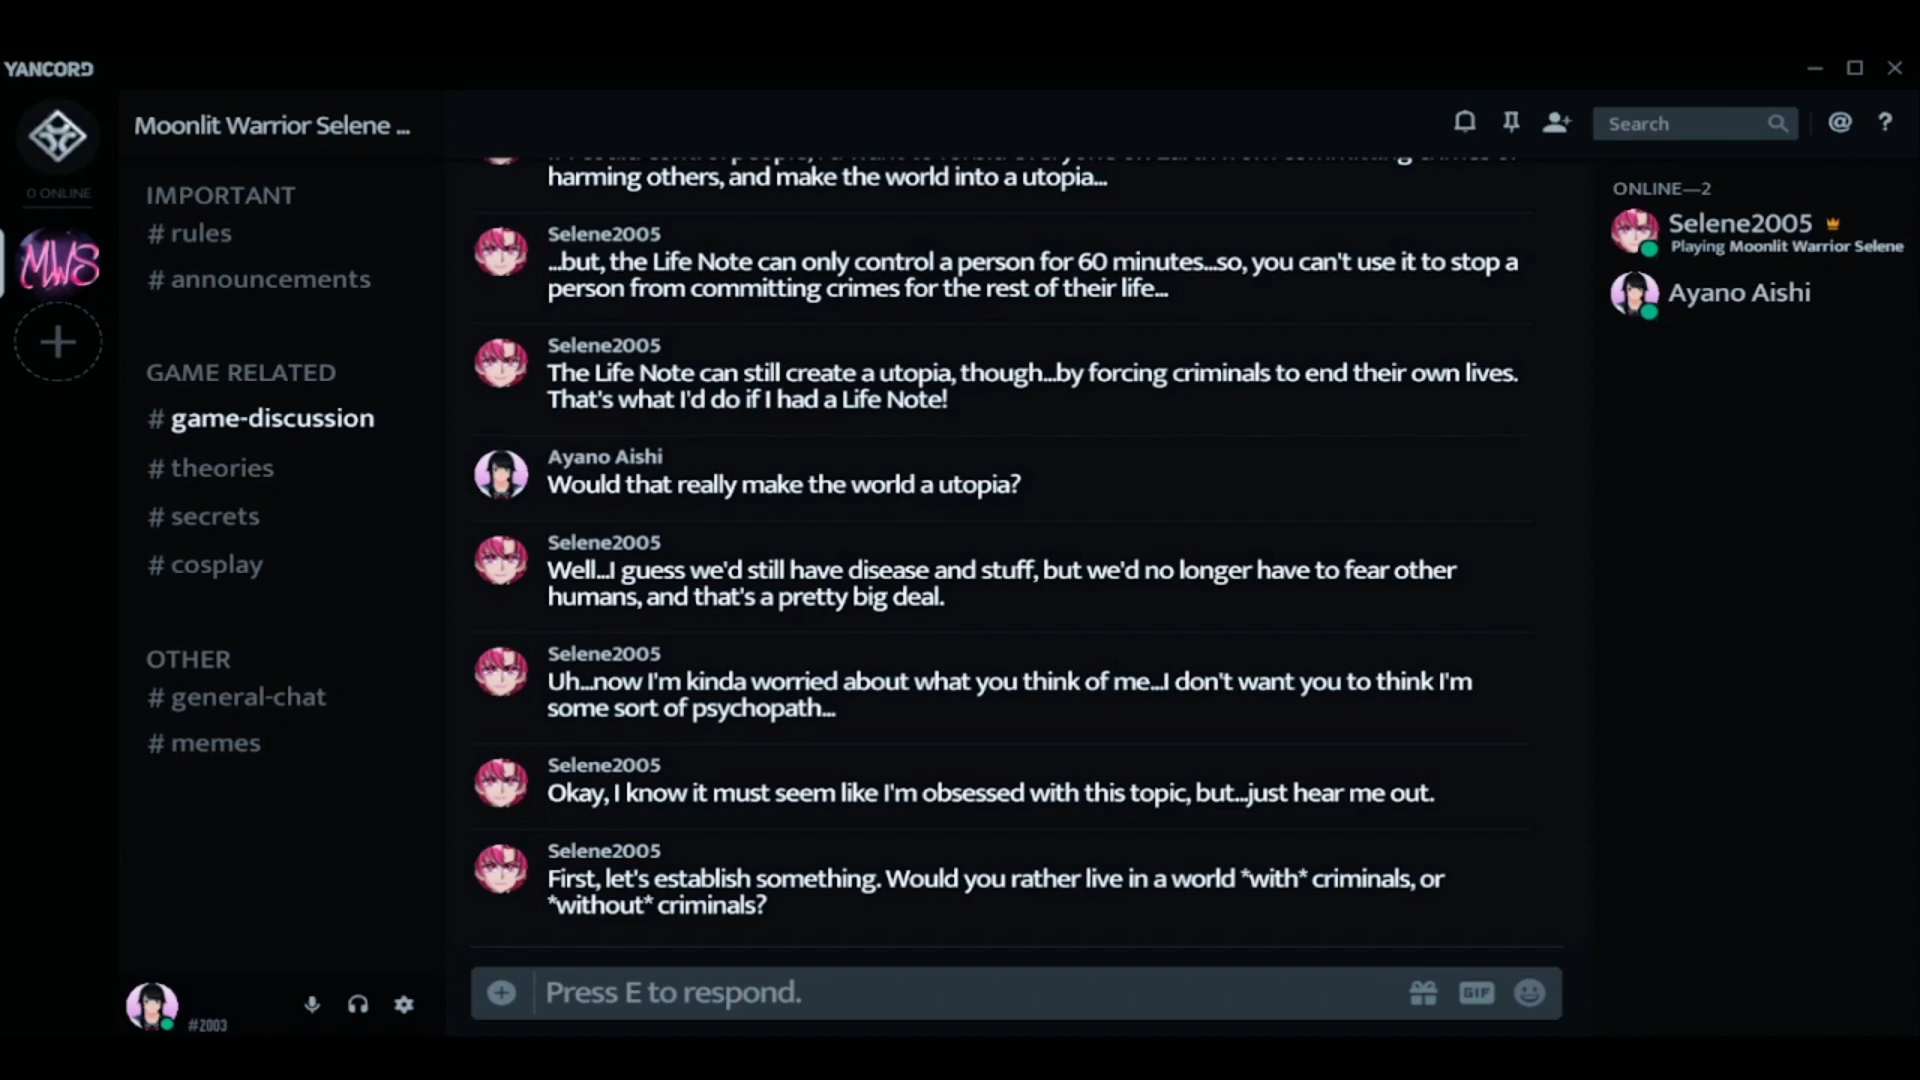 YANCORD
Moonlit Warrior Selene ...
Search
@
?
0 ONLINE
MWS
IMPORTANT
# rules
# announcements
GAME RELATED
# game-discussion
# theories
# secrets
# cosplay
OTHER
# general-chat
# memes
#2003
harming others, and make the world into a utopia...
Selene2005
...but, the Life Note can only control a person for 60 minutes...so, you can't use it to stop a
person from committing crimes for the rest of their life...
Selene2005
The Life Note can still create a utopia, though...by forcing criminals to end their own lives.
That's what I'd do if I had a Life Note!
Ayano Aishi
Would that really make the world a utopia?
Selene2005
Well...I guess we'd still have disease and stuff, but we'd no longer have to fear other
humans, and that's a pretty big deal.
Selene2005
Uh...now I'm kinda worried about what you think of me...I don't want you to think I'm
some sort of psychopath...
Selene2005
Okay, I know it must seem like I'm obsessed with this topic, but...just hear me out.
Selene2005
First, let's establish something. Would you rather live in a world *with* criminals, or
*without* criminals?
Press E to respond.
GIF
ONLINE—2
Selene2005
Playing Moonlit Warrior Selene
Ayano Aishi